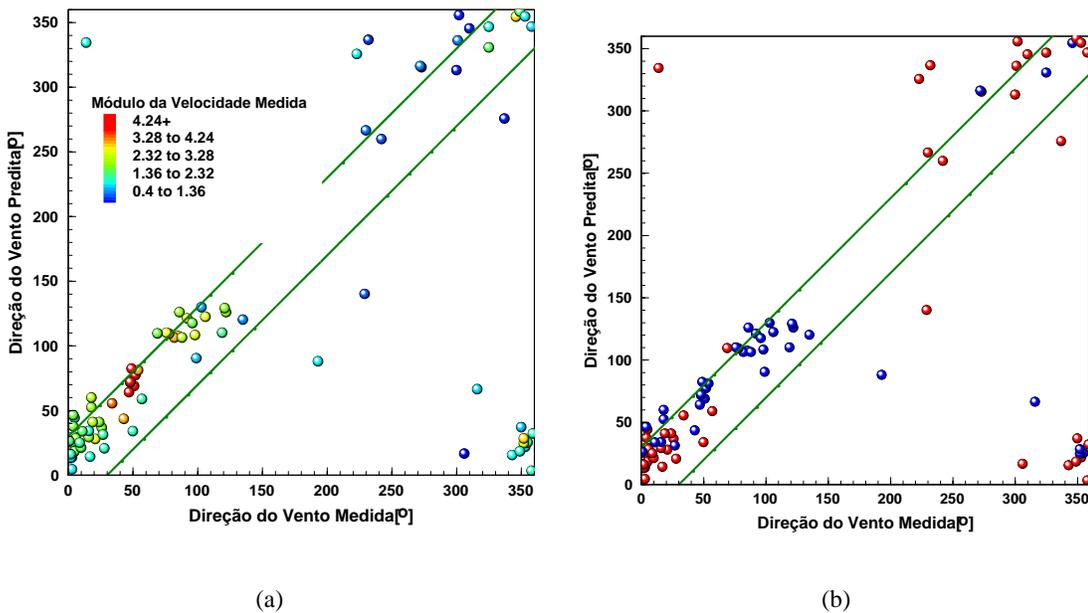 350
300
250
200
150
100
50
0
Direção do Vento Predita[º]
Módulo da Velocidade Medida
4.24+
3.28 to 4.24
2.32 to 3.28
1.36 to 2.32
0.4 to 1.36
0 50 100 150 200 250 300 350
Direção do Vento Medida[º]
(a)
350
300
250
200
150
100
50
0
Direção do Vento Predita[º]
0 50 100 150 200 250 300 350
Direção do Vento Medida[º]
(b)